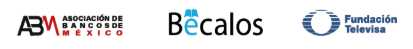 ABM ASOCIACIÓN DE
BANCOS DE
MÉXICO
Bécalos
Fundación
Televisa